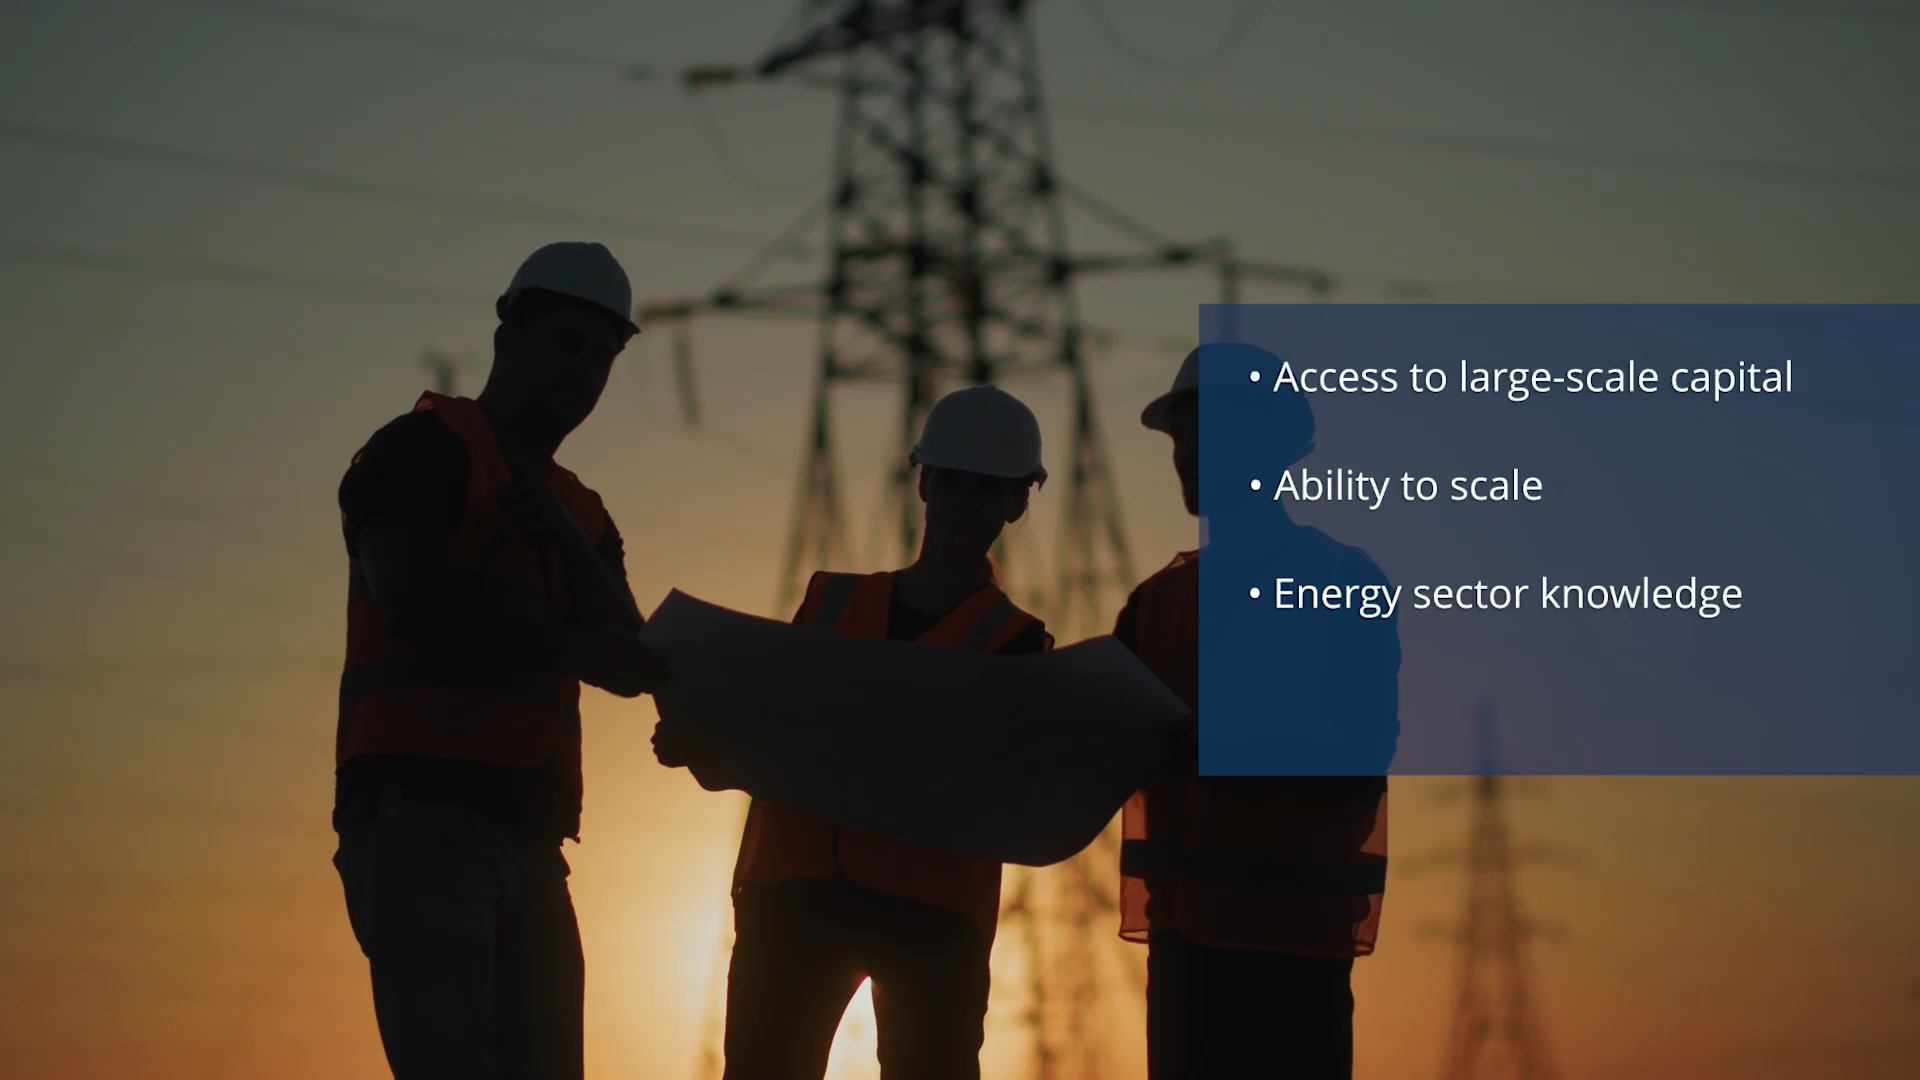 • Access to large-scale capital
• Ability to scale
• Energy sector knowledge